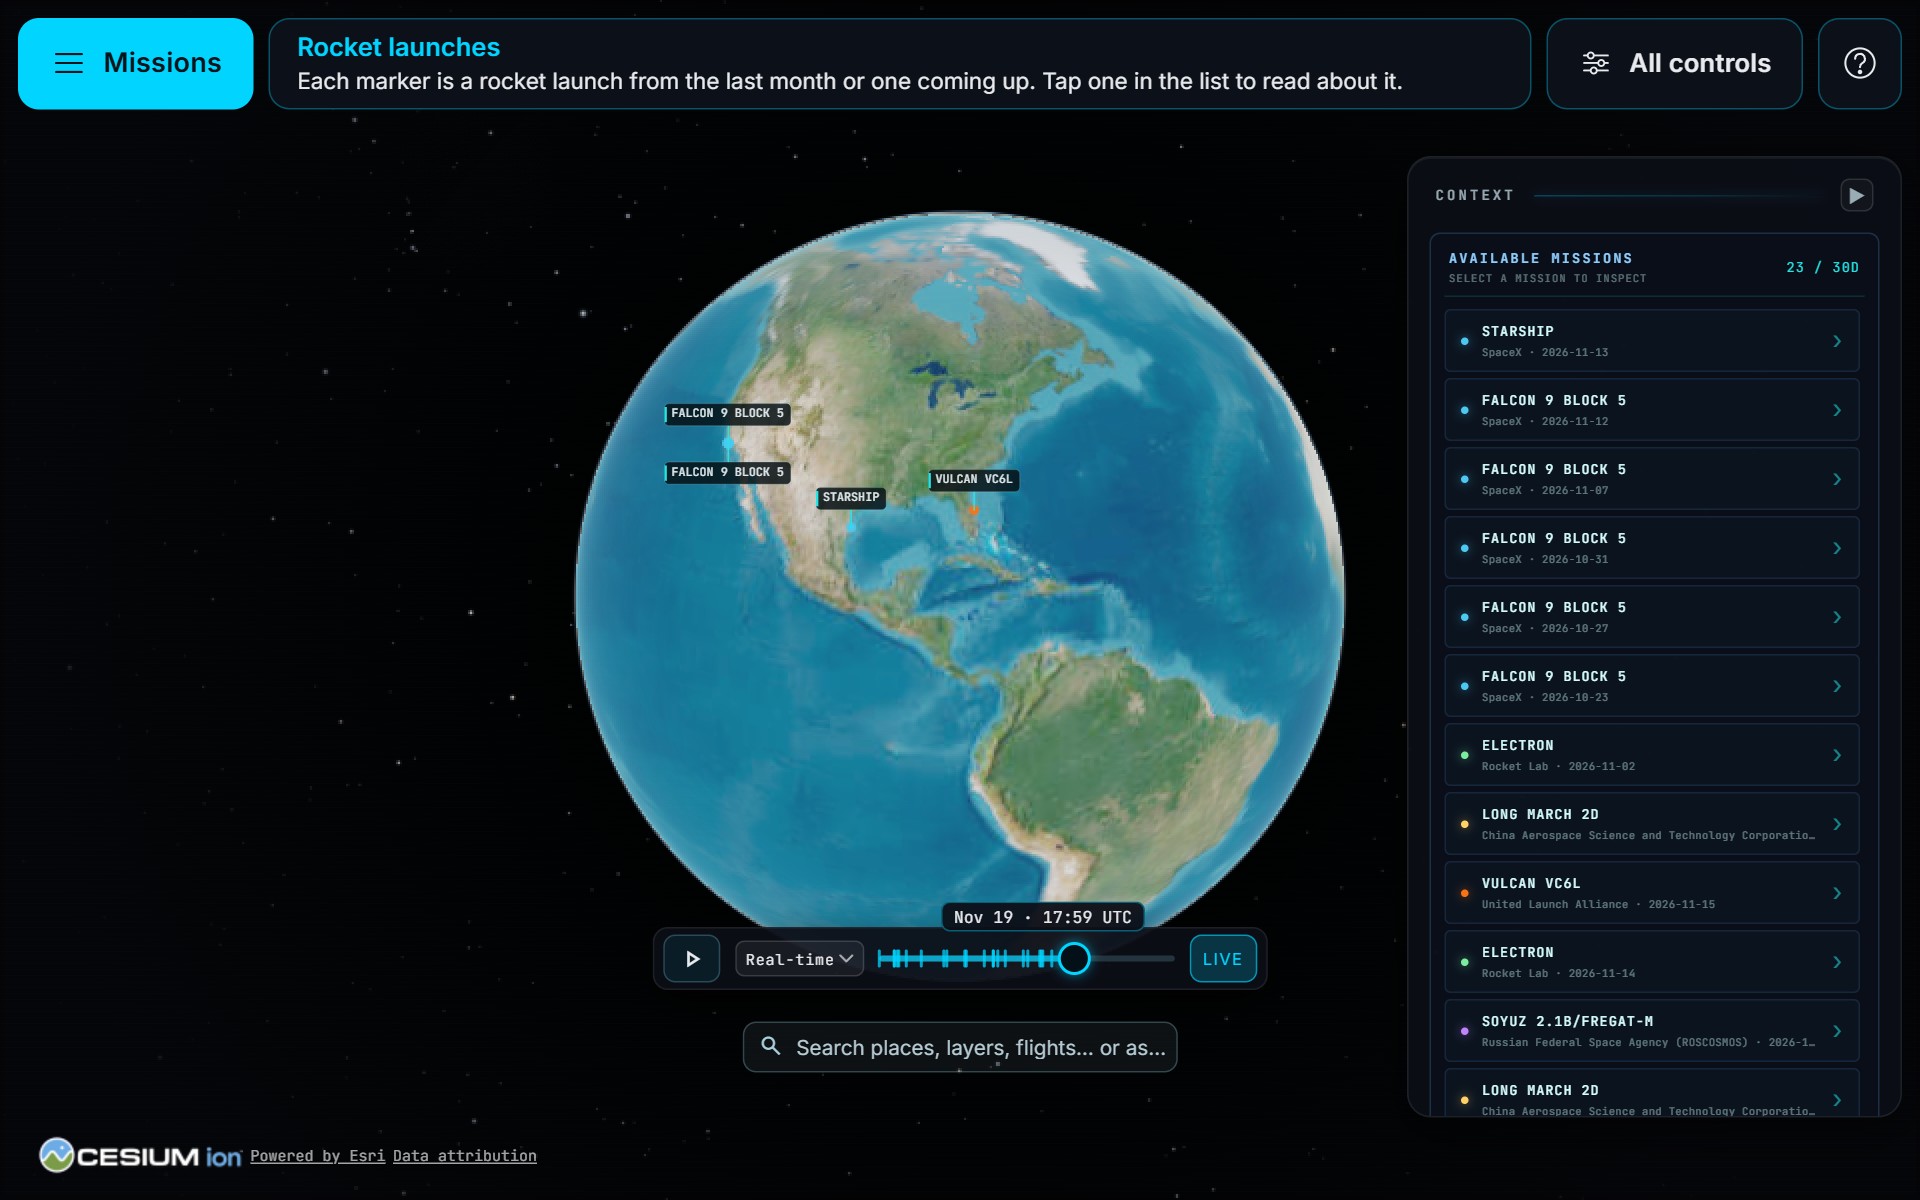 Missions
Rocket launches
Each marker is a rocket launch from the last month or one coming up. Tap one in the list to read about it.
All controls
?
CONTEXT
AVAILABLE MISSIONS
SELECT A MISSION TO INSPECT
23 / 30D
STARSHIP
SpaceX · 2026-11-13
FALCON 9 BLOCK 5
SpaceX · 2026-11-12
FALCON 9 BLOCK 5
SpaceX · 2026-11-07
FALCON 9 BLOCK 5
SpaceX · 2026-10-31
FALCON 9 BLOCK 5
SpaceX · 2026-10-27
FALCON 9 BLOCK 5
SpaceX · 2026-10-23
ELECTRON
Rocket Lab · 2026-11-02
LONG MARCH 2D
China Aerospace Science and Technology Corporatio…
VULCAN VC6L
United Launch Alliance · 2026-11-15
ELECTRON
Rocket Lab · 2026-11-14
SOYUZ 2.1B/FREGAT-M
Russian Federal Space Agency (ROSCOSMOS) · 2026-1…
LONG MARCH 2D
China Aerospace Science and Technology Corporatio…
FALCON 9 BLOCK 5
FALCON 9 BLOCK 5
STARSHIP
VULCAN VC6L
Nov 19 · 17:59 UTC
Real-time
LIVE
Search places, layers, flights... or as...
CESIUM ion
Powered by Esri Data attribution